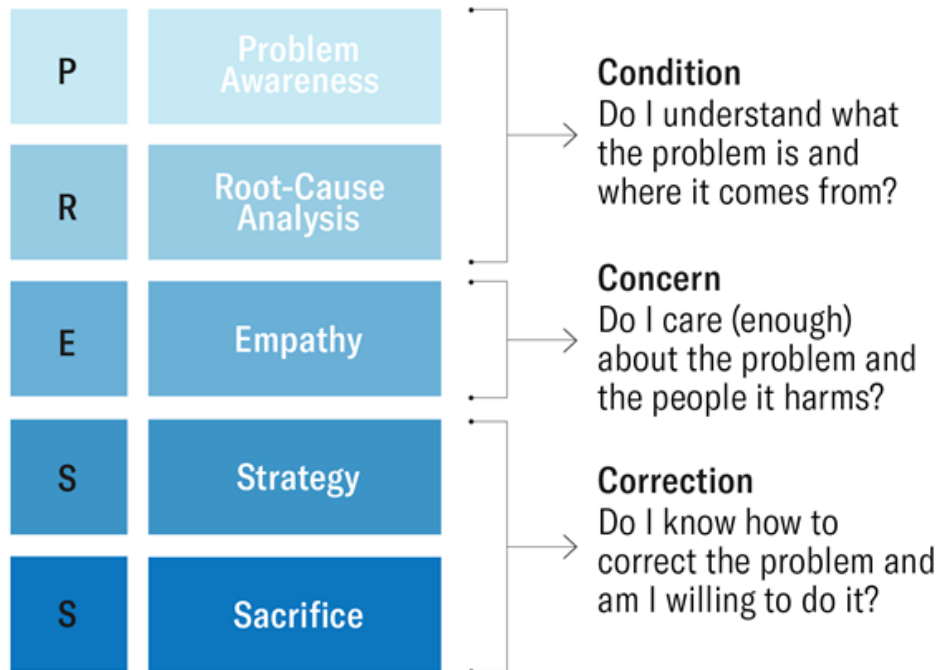 P
Problem
Awareness
R
Root-Cause
Analysis
E
Empathy
S
Strategy
S
Sacrifice
Condition
Do I understand what
the problem is and
where it comes from?
Concern
Do I care (enough)
about the problem and
the people it harms?
Correction
Do I know how to
correct the problem and
am I willing to do it?